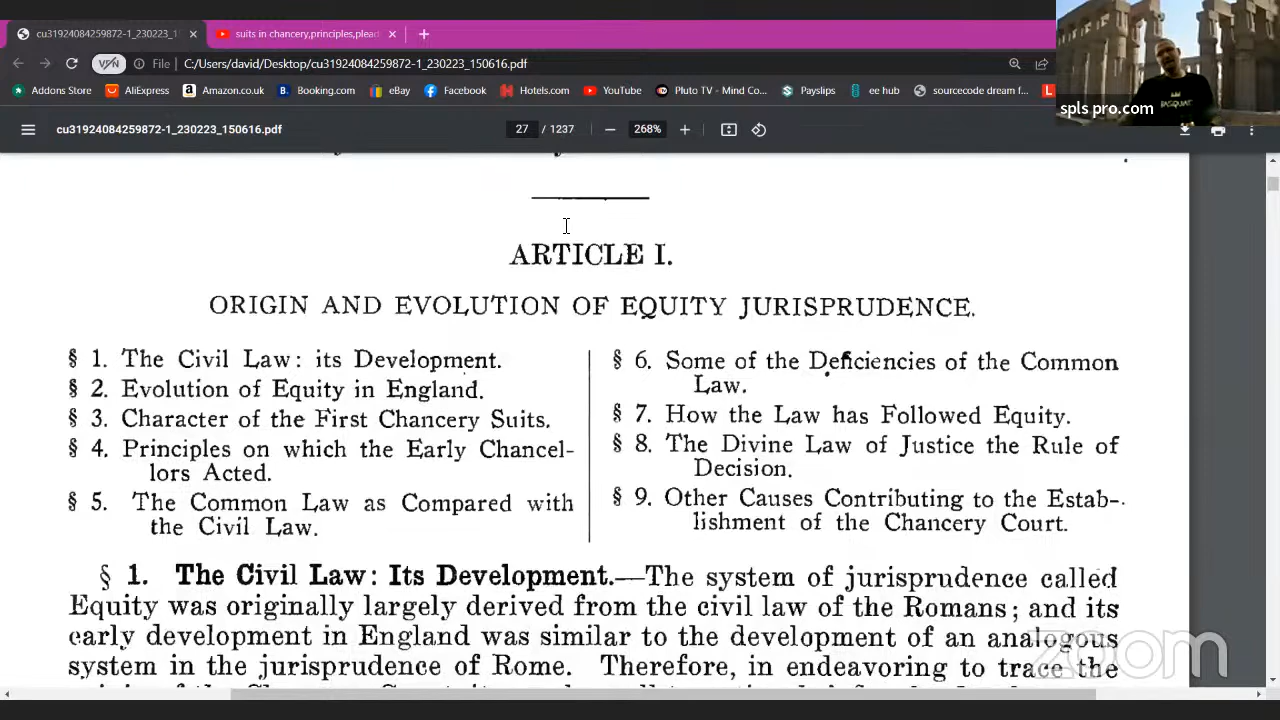 cu31924084259872-1_230223_1
suits in chancery,principles,plead
File C:/Users/david/Desktop/cu31924084259872-1_230223_150616.pdf
VPN
Addons Store AliExpress Amazon.co.uk Booking.com eBay Facebook Hotels.com YouTube Pluto TV - Mind Co... Payslips ee hub sourcecode dream f... L
spls pro.com
BASQUIAT
cu31924084259872-1_230223_150616.pdf 27 / 1237 268%
ARTICLE I.
ORIGIN AND EVOLUTION OF EQUITY JURISPRUDENCE.
§ 1. The Civil Law: its Development.
§ 2. Evolution of Equity in England.
§ 3. Character of the First Chancery Suits.
§ 4. Principles on which the Early Chancel-
lors Acted.
§ 5. The Common Law as Compared with
the Civil Law.
§ 6. Some of the Deficiencies of the Common
Law.
§ 7. How the Law has Followed Equity.
§ 8. The Divine Law of Justice the Rule of
Decision.
§ 9. Other Causes Contributing to the Estab-
lishment of the Chancery Court.
§ 1. The Civil Law: Its Development.—The system of jurisprudence called
Equity was originally largely derived from the civil law of the Romans; and its
early development in England was similar to the development of an analogous
system in the jurisprudence of Rome. Therefore, in endeavoring to trace the
zoom